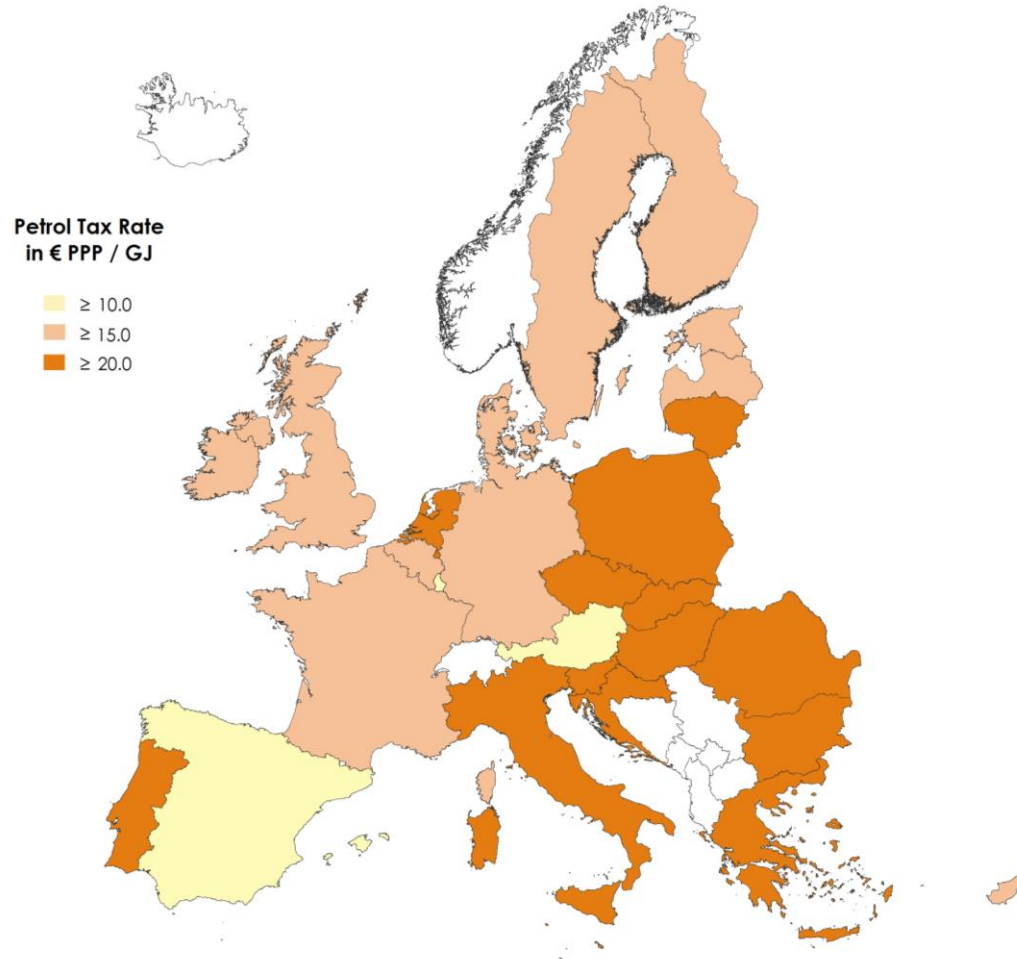 Petrol Tax Rate
in € PPP / GJ
≥ 10.0
≥ 15.0
≥ 20.0